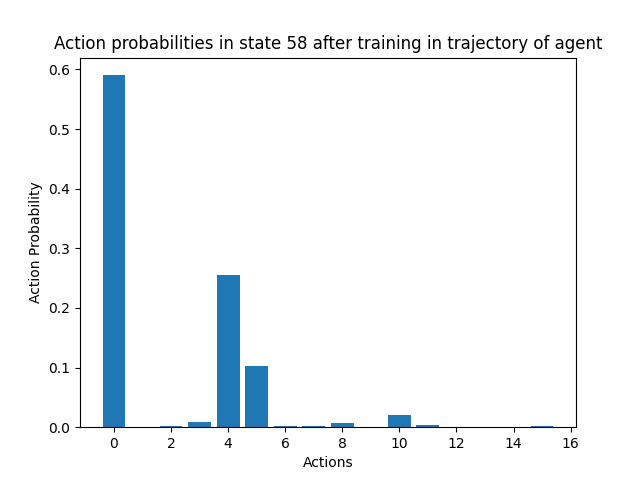 Action probabilities in state 58 after training in trajectory of agent
0.6
0.5
0.4
0.3
0.2
0.1
0.0
Action Probability
0 2 4 6 8 10 12 14 16
Actions